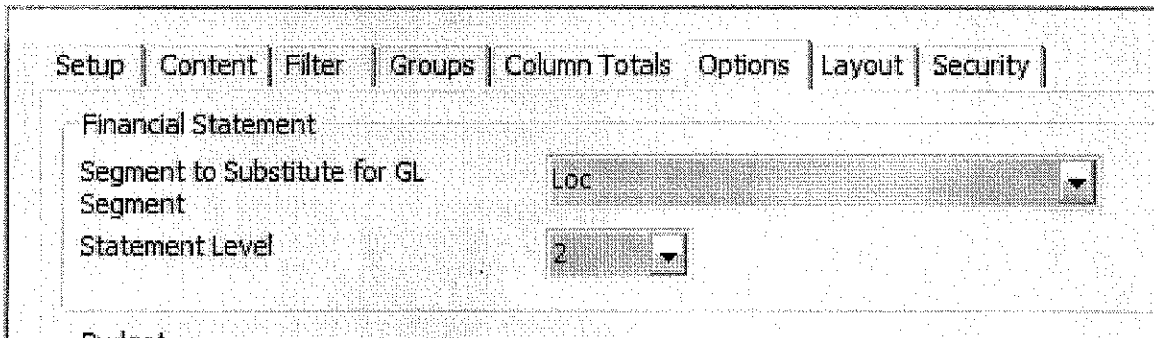 Setup Content Filter Groups Column Totals Options Layout Security
Financial Statement
Segment to Substitute for GL Loc
Segment
Statement Level 2
Budget